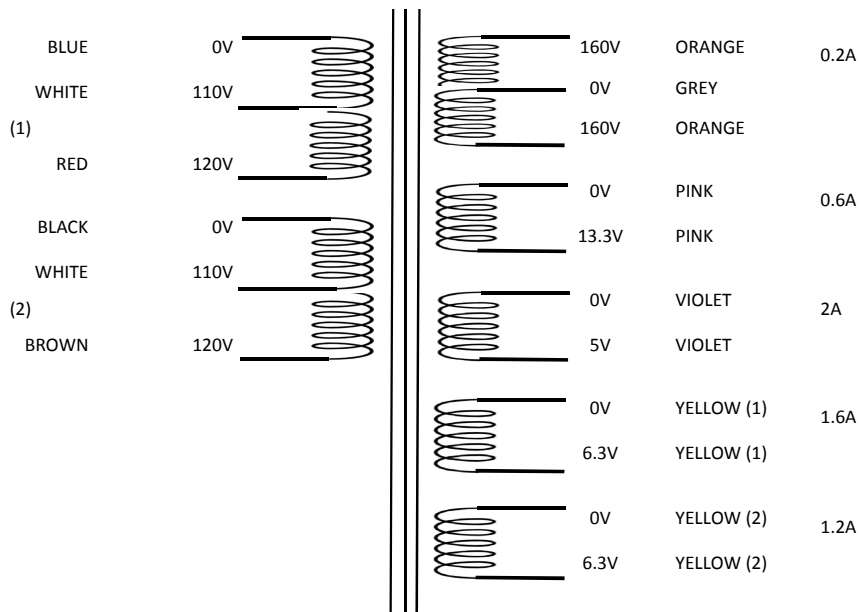 BLUE 0V
WHITE 110V
(1)
RED 120V
BLACK 0V
WHITE 110V
(2)
BROWN 120V
160V ORANGE 0.2A
0V GREY
160V ORANGE
0V PINK 0.6A
13.3V PINK
0V VIOLET 2A
5V VIOLET
0V YELLOW (1) 1.6A
6.3V YELLOW (1)
0V YELLOW (2) 1.2A
6.3V YELLOW (2)